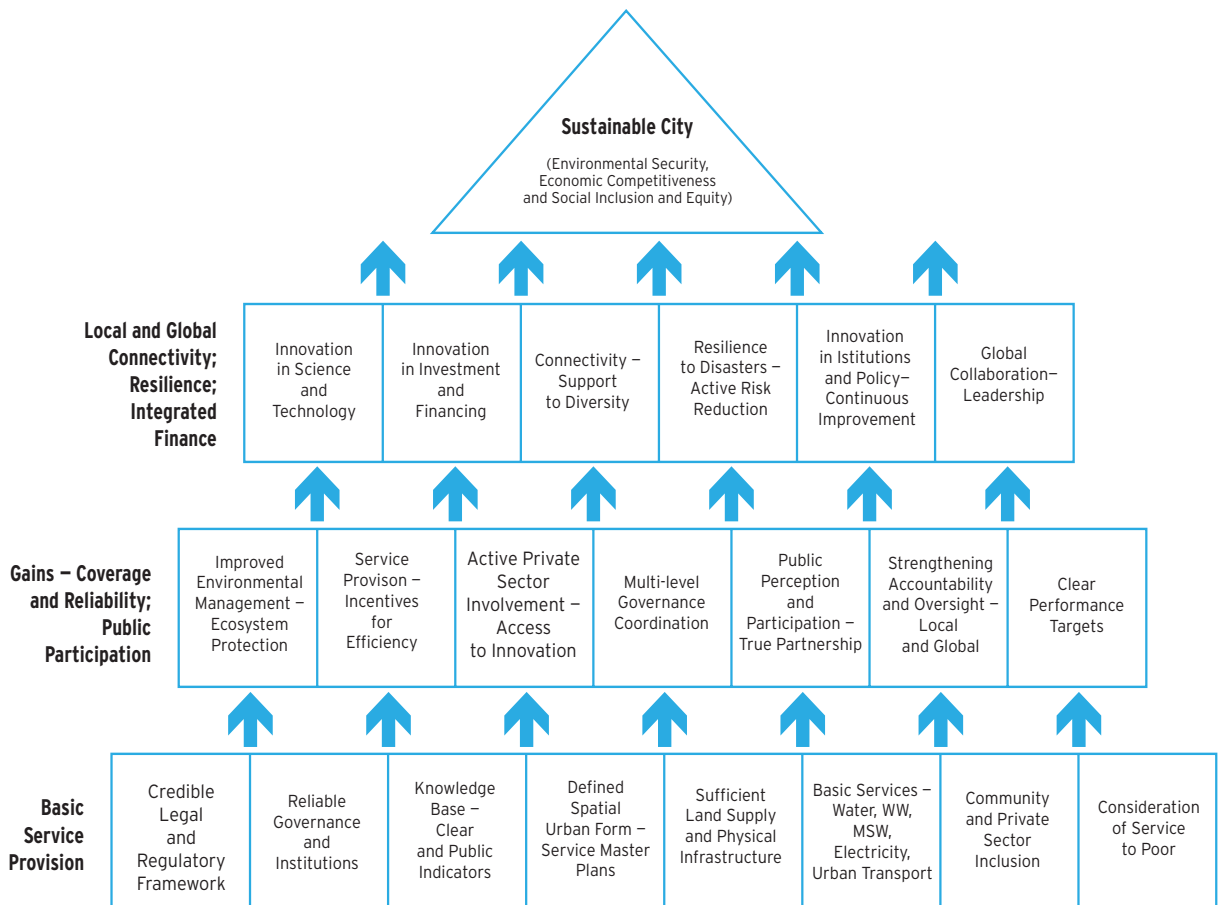 Sustainable City
(Environmental Security,
Economic Competitiveness
and Social Inclusion and Equity)
Local and Global
Connectivity;
Resilience;
Integrated
Finance
Innovation
in Science
and
Technology
Innovation
in Investment
and
Financing
Connectivity –
Support
to Diversity
Resilience
to Disasters –
Active Risk
Reduction
Innovation
in Istitutions
and Policy–
Continuous
Improvement
Global
Collaboration–
Leadership
Gains – Coverage
and Reliability;
Public
Participation
Improved
Environmental
Management –
Ecosystem
Protection
Service
Provison –
Incentives
for
Efficiency
Active Private
Sector
Involvement –
Access
to Innovation
Multi-level
Governance
Coordination
Public
Perception
and
Participation –
True Partnership
Strengthening
Accountability
and Oversight –
Local
and Global
Clear
Performance
Targets
Basic
Service
Provision
Credible
Legal
and
Regulatory
Framework
Reliable
Governance
and
Institutions
Knowledge
Base –
Clear
and Public
Indicators
Defined
Spatial
Urban Form –
Service Master
Plans
Sufficient
Land Supply
and Physical
Infrastructure
Basic Services –
Water, WW,
MSW,
Electricity,
Urban Transport
Community
and Private
Sector
Inclusion
Consideration
of Service
to Poor